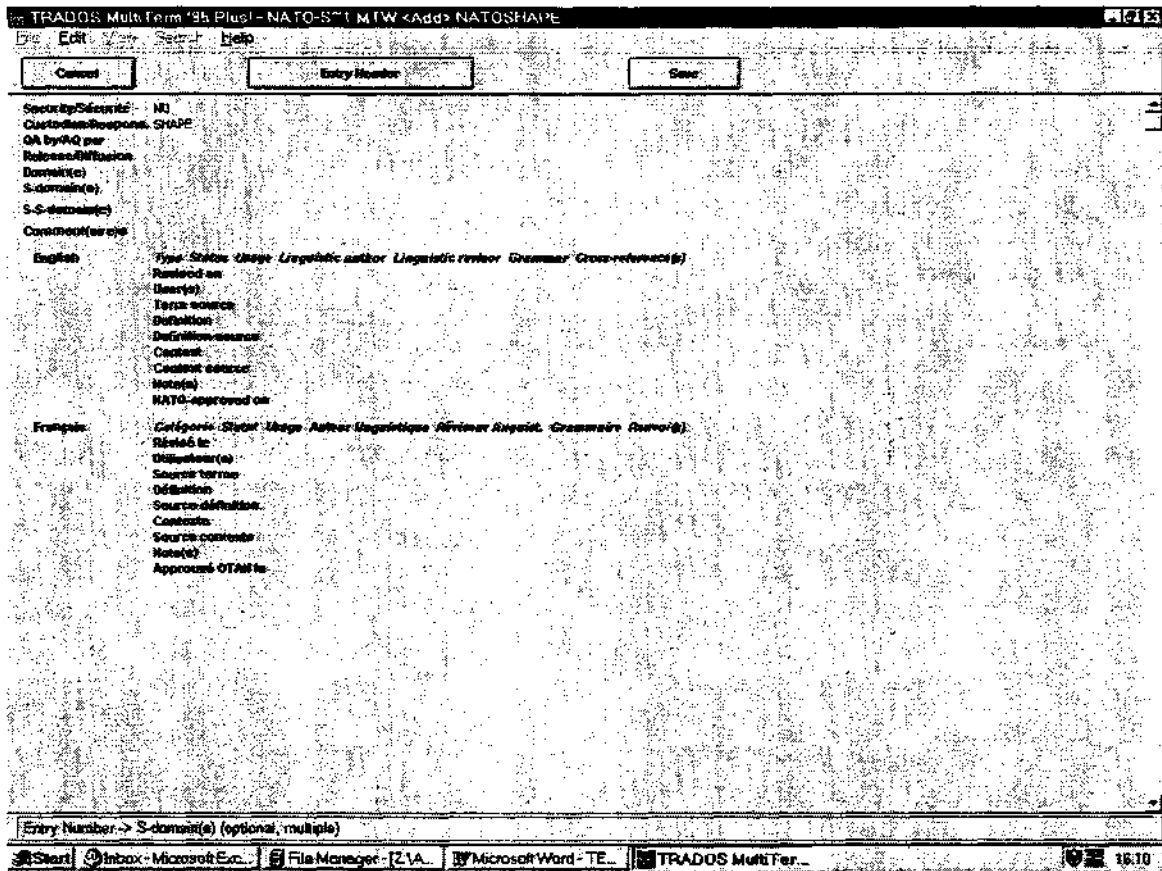 TRADOS MultiTerm '95 Plus! - NATO-S~1.MTW <Add> NATOSHAPE
File Edit View Search Help
Cancel Entry Number Save
Security/Sécurité NU
Custodian/Respons. SHAPE
QA by/AQ par
Release/Diffusion
Domain(e)
S-domain(e)
S-S-domain(e)
Comment(aire)s
English Type Status Usage Linguistic author Linguistic revisor Grammar Cross-reference(s)
Revised on
User(s)
Term source
Definition
Definition source
Context
Context source
Note(s)
NATO-approved on
Français Catégorie Statut Usage Auteur linguistique Réviseur linguist. Grammaire Renvoi(s)
Révisé le
Utilisateur(s)
Source terme
Définition
Source définition
Contexte
Source contexte
Note(s)
Approuvé OTAN le
Entry Number-> S-domain(e) (optional, multiple)
Start Inbox - Microsoft Exc... File Manager - [Z:\A... Microsoft Word - TE... TRADOS MultiTer... 16:10